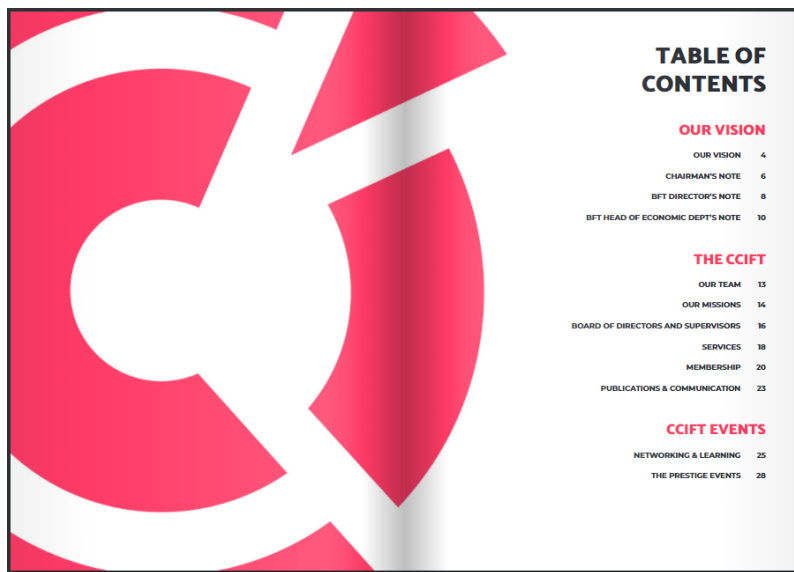 TABLE OF
CONTENTS
OUR VISION
OUR VISION 4
CHAIRMAN'S NOTE 6
BFT DIRECTOR'S NOTE 8
BFT HEAD OF ECONOMIC DEPT'S NOTE 10
THE CCIFT
OUR TEAM 13
OUR MISSIONS 14
BOARD OF DIRECTORS AND SUPERVISORS 16
SERVICES 18
MEMBERSHIP 20
PUBLICATIONS & COMMUNICATION 23
CCIFT EVENTS
NETWORKING & LEARNING 25
THE PRESTIGE EVENTS 28